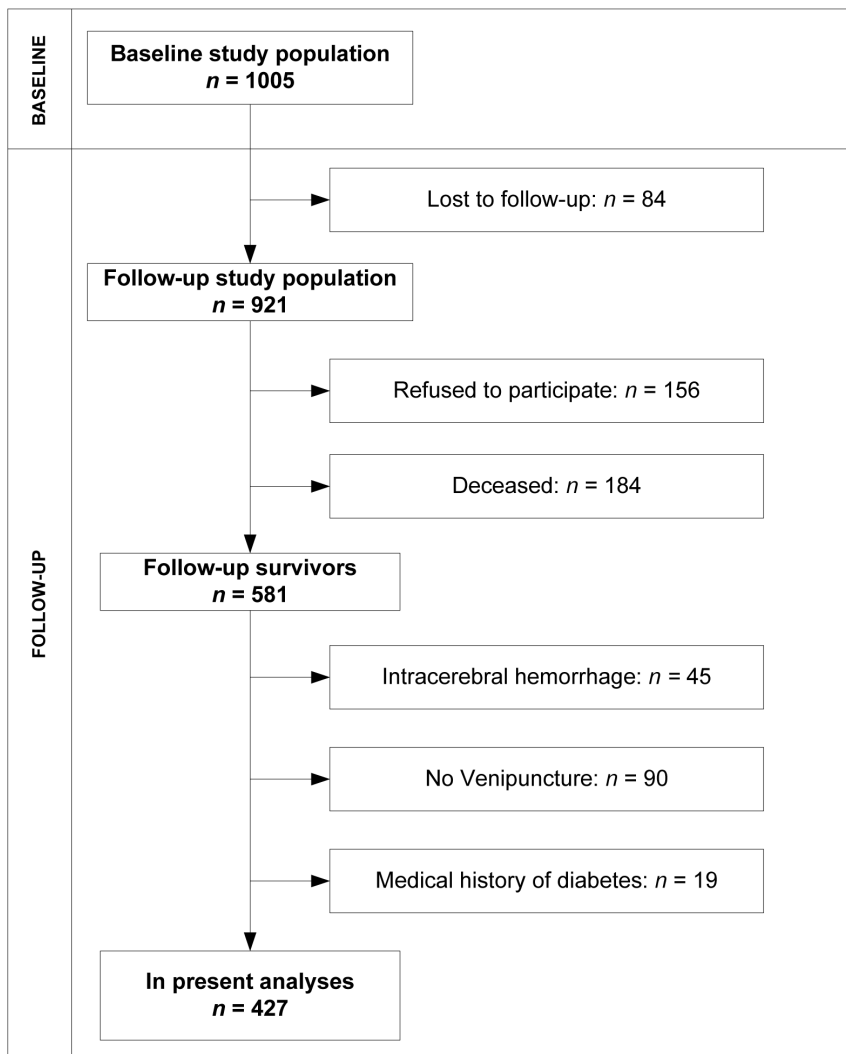 BASELINE
Baseline study population
n = 1005
FOLLOW-UP
Lost to follow-up: n = 84
Follow-up study population
n = 921
Refused to participate: n = 156
Deceased: n = 184
Follow-up survivors
n = 581
Intracerebral hemorrhage: n = 45
No Venipuncture: n = 90
Medical history of diabetes: n = 19
In present analyses
n = 427